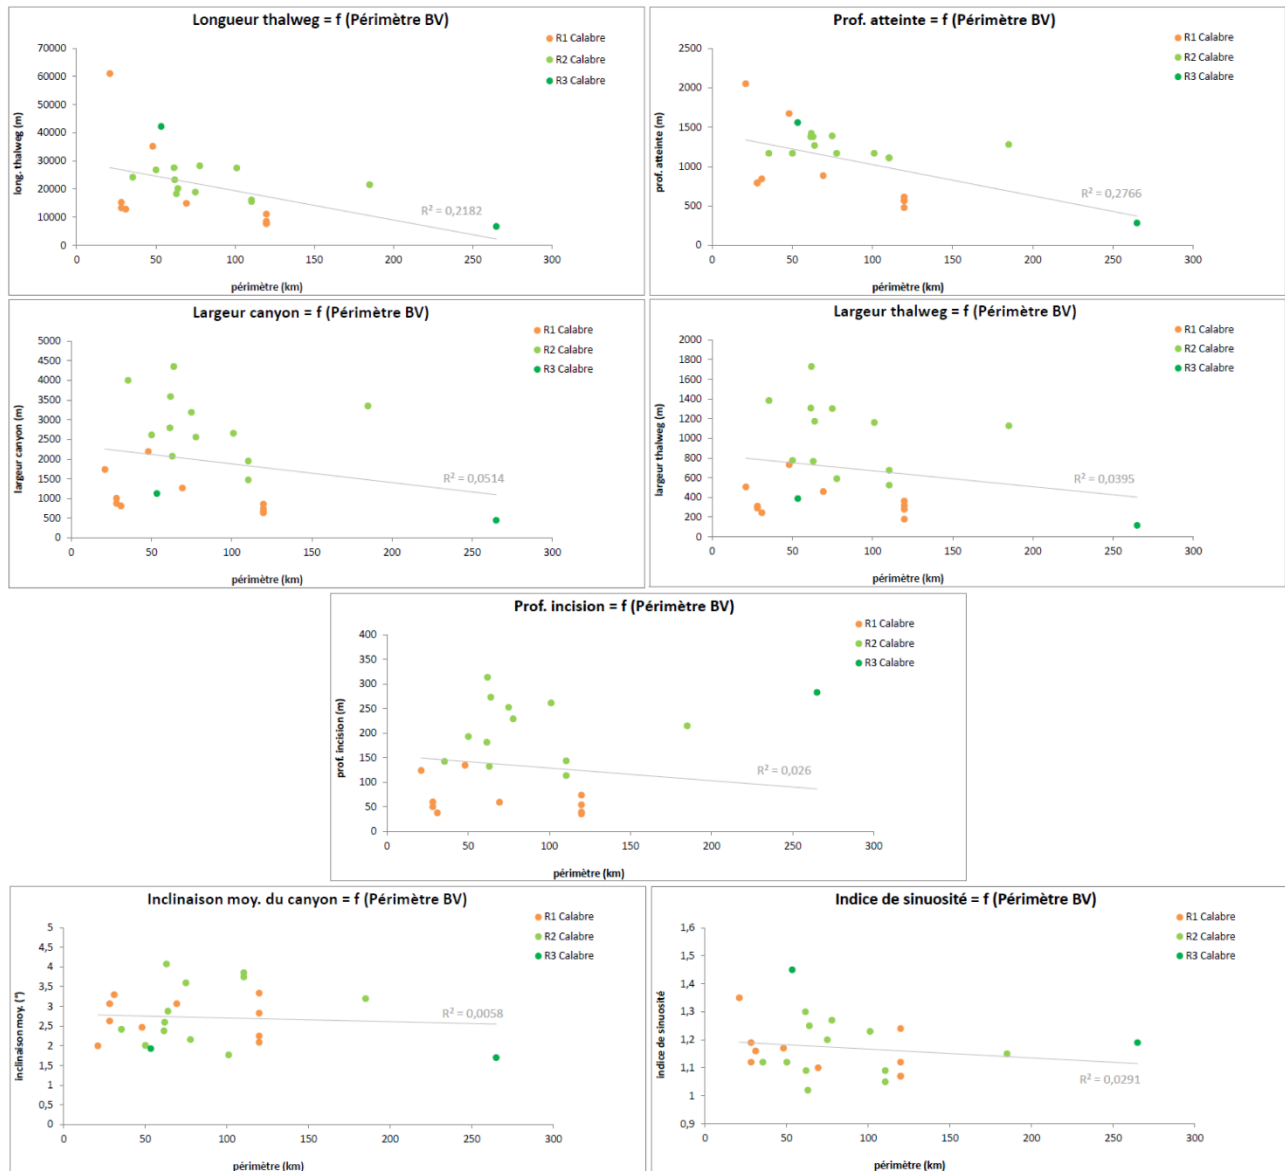 Longueur thalweg = f (Périmètre BV)
R1 Calabre
R2 Calabre
R3 Calabre
long. thalweg (m)
70000
60000
50000
40000
30000
20000
10000
0
R² = 0,2182
0 50 100 150 200 250 300
périmètre (km)
Prof. atteinte = f (Périmètre BV)
R1 Calabre
R2 Calabre
R3 Calabre
prof. atteinte (m)
2500
2000
1500
1000
500
0
R² = 0,2766
0 50 100 150 200 250 300
périmètre (km)
Largeur canyon = f (Périmètre BV)
R1 Calabre
R2 Calabre
R3 Calabre
largeur canyon (m)
5000
4500
4000
3500
3000
2500
2000
1500
1000
500
0
R² = 0,0514
0 50 100 150 200 250 300
périmètre (km)
Largeur thalweg = f (Périmètre BV)
R1 Calabre
R2 Calabre
R3 Calabre
largeur thalweg (m)
2000
1800
1600
1400
1200
1000
800
600
400
200
0
R² = 0,0395
0 50 100 150 200 250 300
périmètre (km)
Prof. incision = f (Périmètre BV)
R1 Calabre
R2 Calabre
R3 Calabre
prof. incision (m)
400
350
300
250
200
150
100
50
0
R² = 0,026
0 50 100 150 200 250 300
périmètre (km)
Inclinaison moy. du canyon = f (Périmètre BV)
R1 Calabre
R2 Calabre
R3 Calabre
inclinaison moy. (°)
5
4,5
4
3,5
3
2,5
2
1,5
1
0,5
0
R² = 0,0058
0 50 100 150 200 250 300
périmètre (km)
Indice de sinuosité = f (Périmètre BV)
R1 Calabre
R2 Calabre
R3 Calabre
indice de sinuosité
1,6
1,5
1,4
1,3
1,2
1,1
1
0,9
R² = 0,0291
0 50 100 150 200 250 300
périmètre (km)